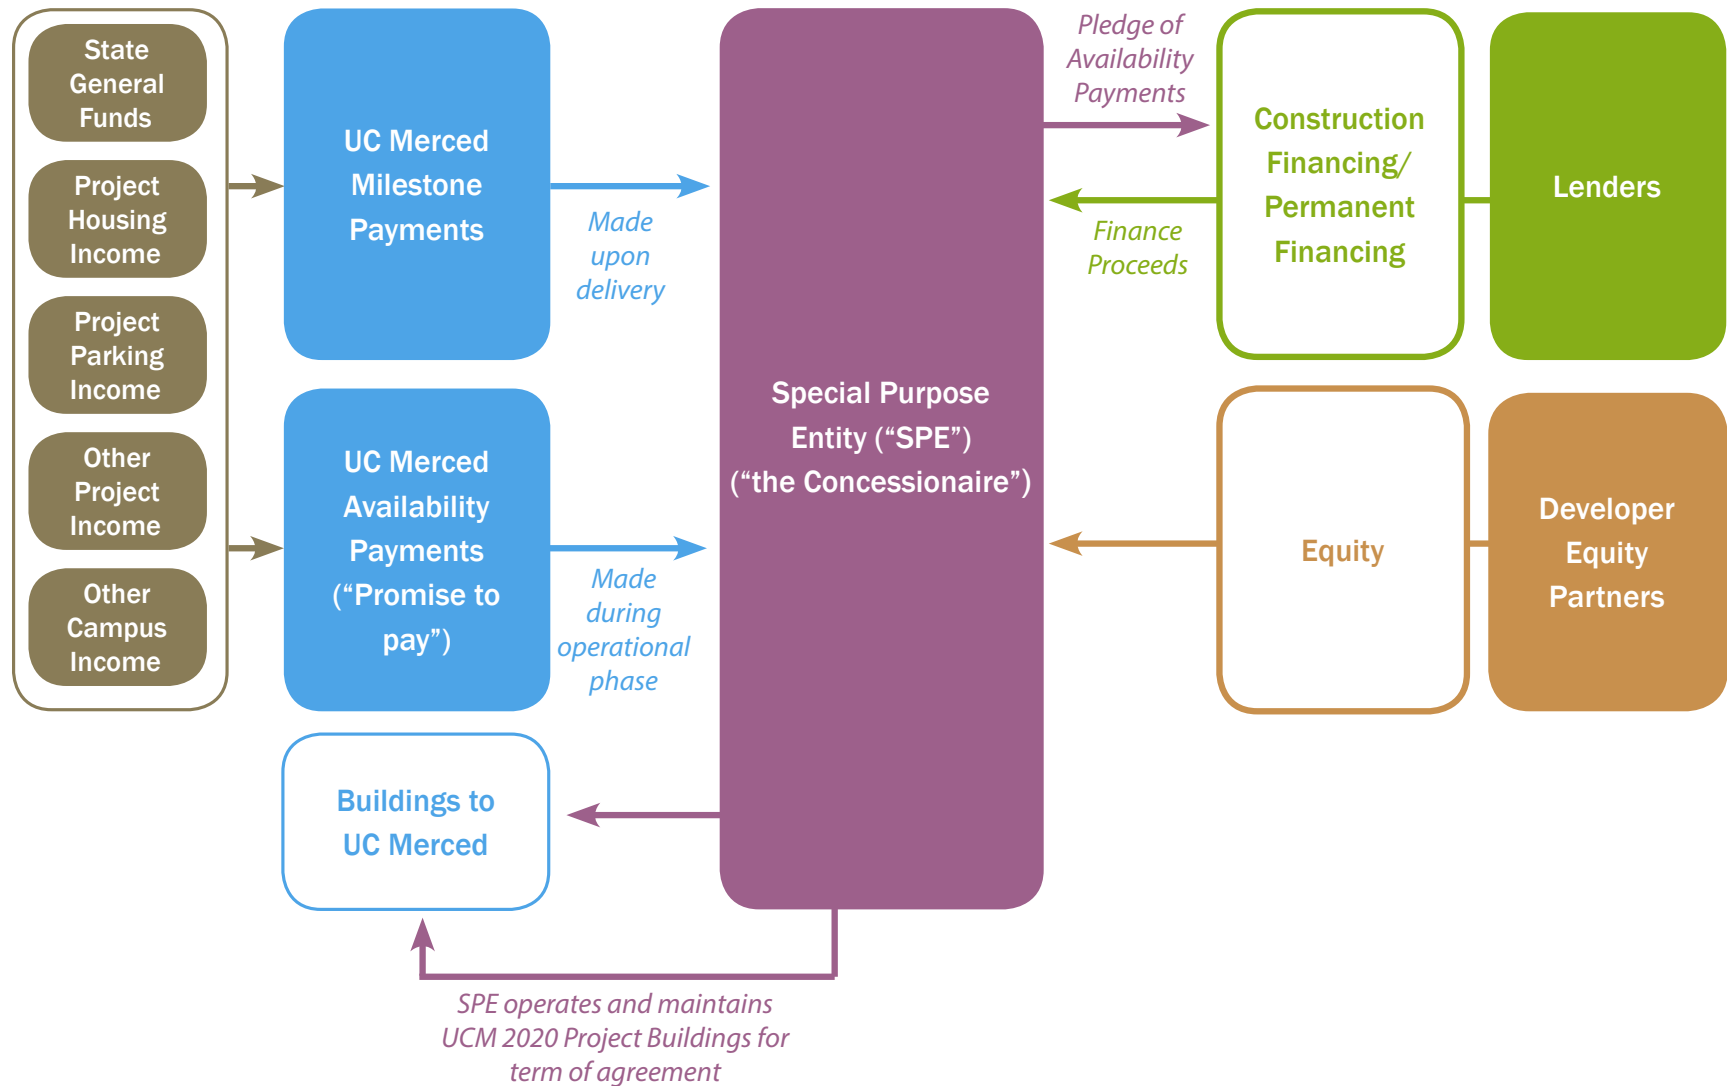 State
General
Funds
Project
Housing
Income
Project
Parking
Income
Other
Project
Income
Other
Campus
Income
UC Merced
Milestone
Payments
Made
upon
delivery
UC Merced
Availability
Payments
(“Promise to
pay”)
Made
during
operational
phase
Buildings to
UC Merced
Special Purpose
Entity (“SPE”)
(“the Concessionaire”)
SPE operates and maintains
UCM 2020 Project Buildings for
term of agreement
Pledge of
Availability
Payments
Finance
Proceeds
Construction
Financing/
Permanent
Financing
Lenders
Equity
Developer
Equity
Partners